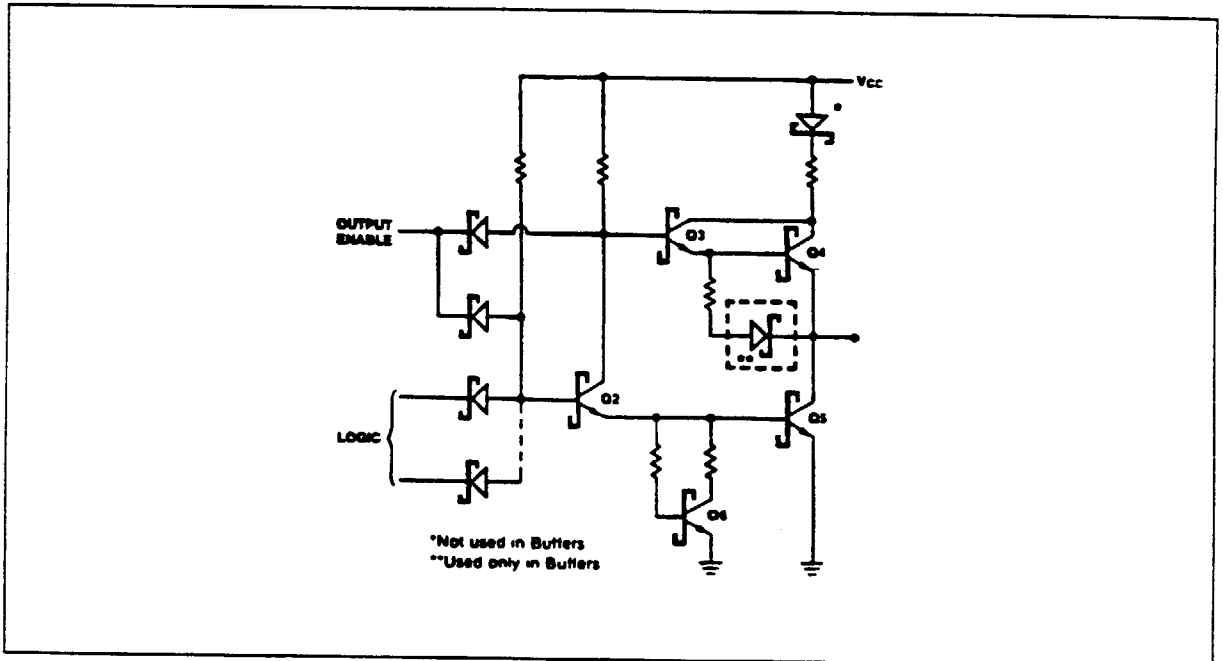 VCC
*
OUTPUT
ENABLE
Q3
Q4
**
Q2
Q5
LOGIC
Q6
*Not used in Buffers
**Used only in Buffers